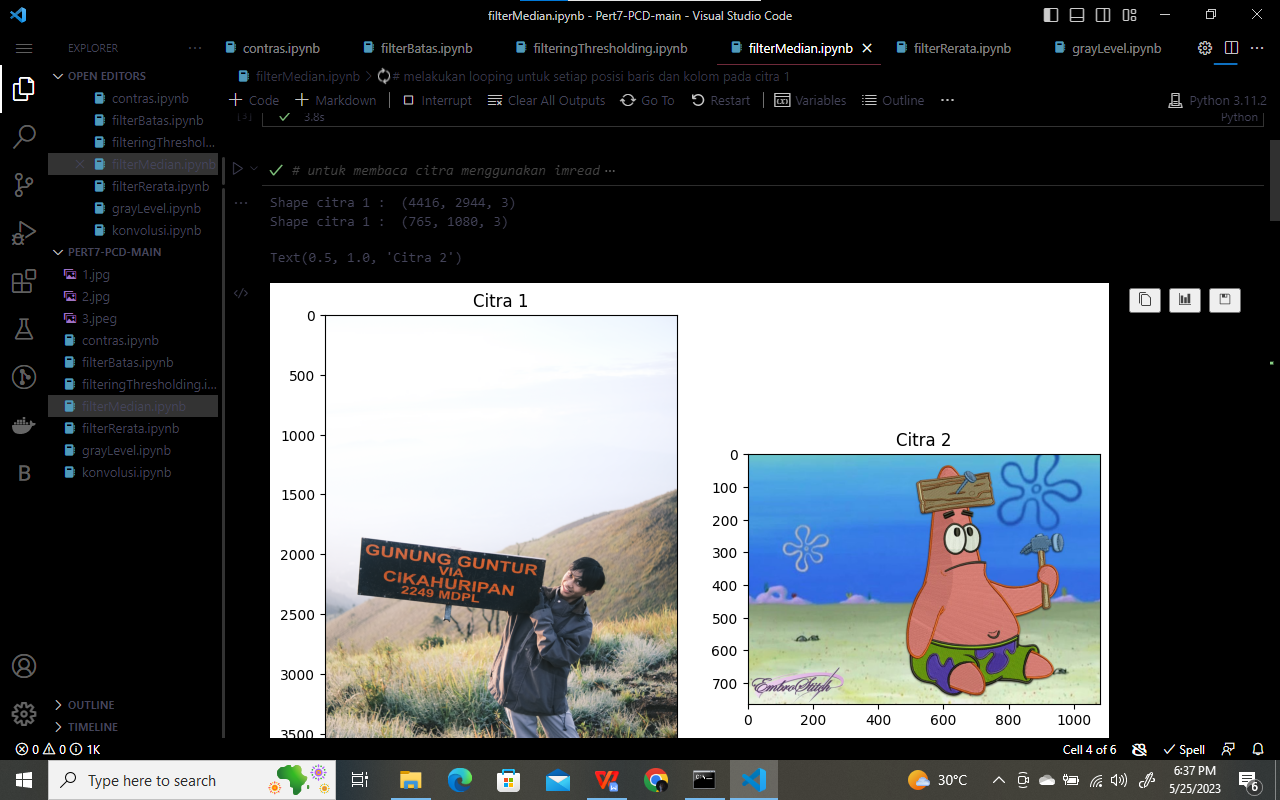 filterMedian.ipynb - Pert7-PCD-main - Visual Studio Code
EXPLORER
contras.ipynb
filterBatas.ipynb
filteringThresholding.ipynb
filterMedian.ipynb
filterRerata.ipynb
grayLevel.ipynb
OPEN EDITORS
contras.ipynb
filterBatas.ipynb
filteringThreshol...
filterMedian.ipynb
filterRerata.ipynb
grayLevel.ipynb
konvolusi.ipynb
PERT7-PCD-MAIN
1.jpg
2.jpg
3.jpeg
contras.ipynb
filterBatas.ipynb
filteringThresholding.i...
filterMedian.ipynb
filterRerata.ipynb
grayLevel.ipynb
konvolusi.ipynb
OUTLINE
TIMELINE
filterMedian.ipynb > # melakukan looping untuk setiap posisi baris dan kolom pada citra 1
+ Code + Markdown Interrupt Clear All Outputs Go To Restart Variables Outline ... Python 3.11.2
[3] 3.8s Python
# untuk membaca citra menggunakan imread ...
Shape citra 1 :  (4416, 2944, 3)
Shape citra 1 :  (765, 1080, 3)
Text(0.5, 1.0, 'Citra 2')
Citra 1
0
500
1000
1500
2000
2500
3000
3500
GUNUNG GUNTUR
VIA
CIKAHURIPAN
2249 MDPL
Citra 2
0
100
200
300
400
500
600
700
EmbroStitch
0 200 400 600 800 1000
0 0 1K
Cell 4 of 6
Spell
Type here to search
30°C
6:37 PM
5/25/2023
6